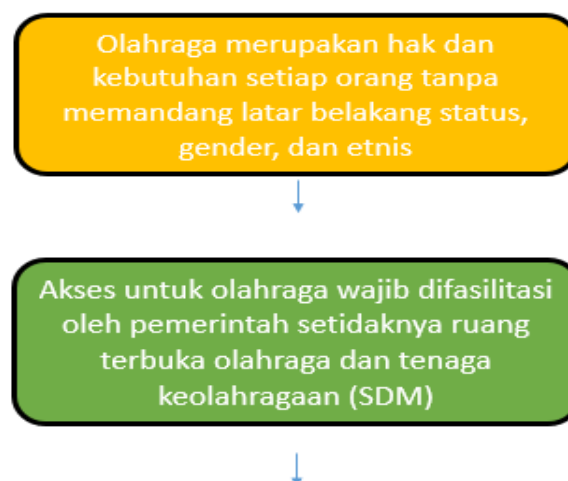 Olahraga merupakan hak dan
kebutuhan setiap orang tanpa
memandang latar belakang status,
gender, dan etnis
Akses untuk olahraga wajib difasilitasi
oleh pemerintah setidaknya ruang
terbuka olahraga dan tenaga
keolahragaan (SDM)